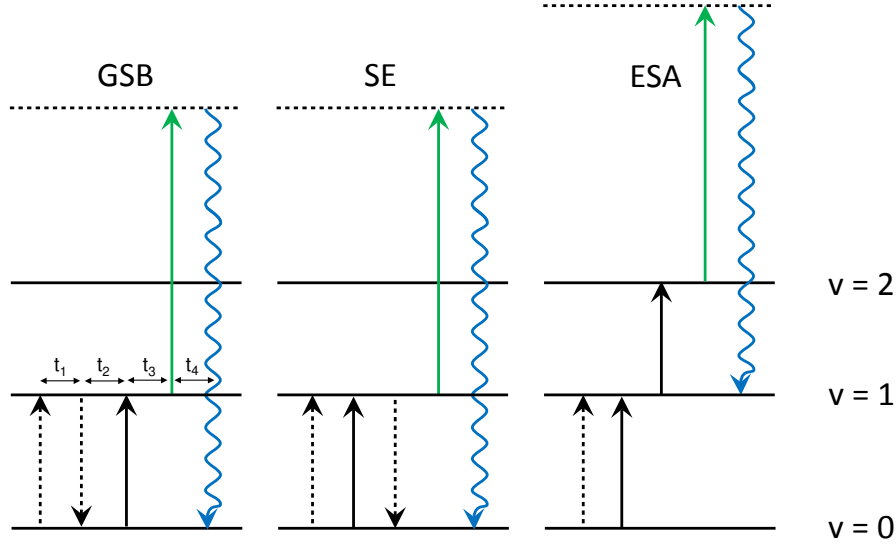 GSB
SE
ESA
t₁ t₂ t₃ t₄
v = 2
v = 1
v = 0